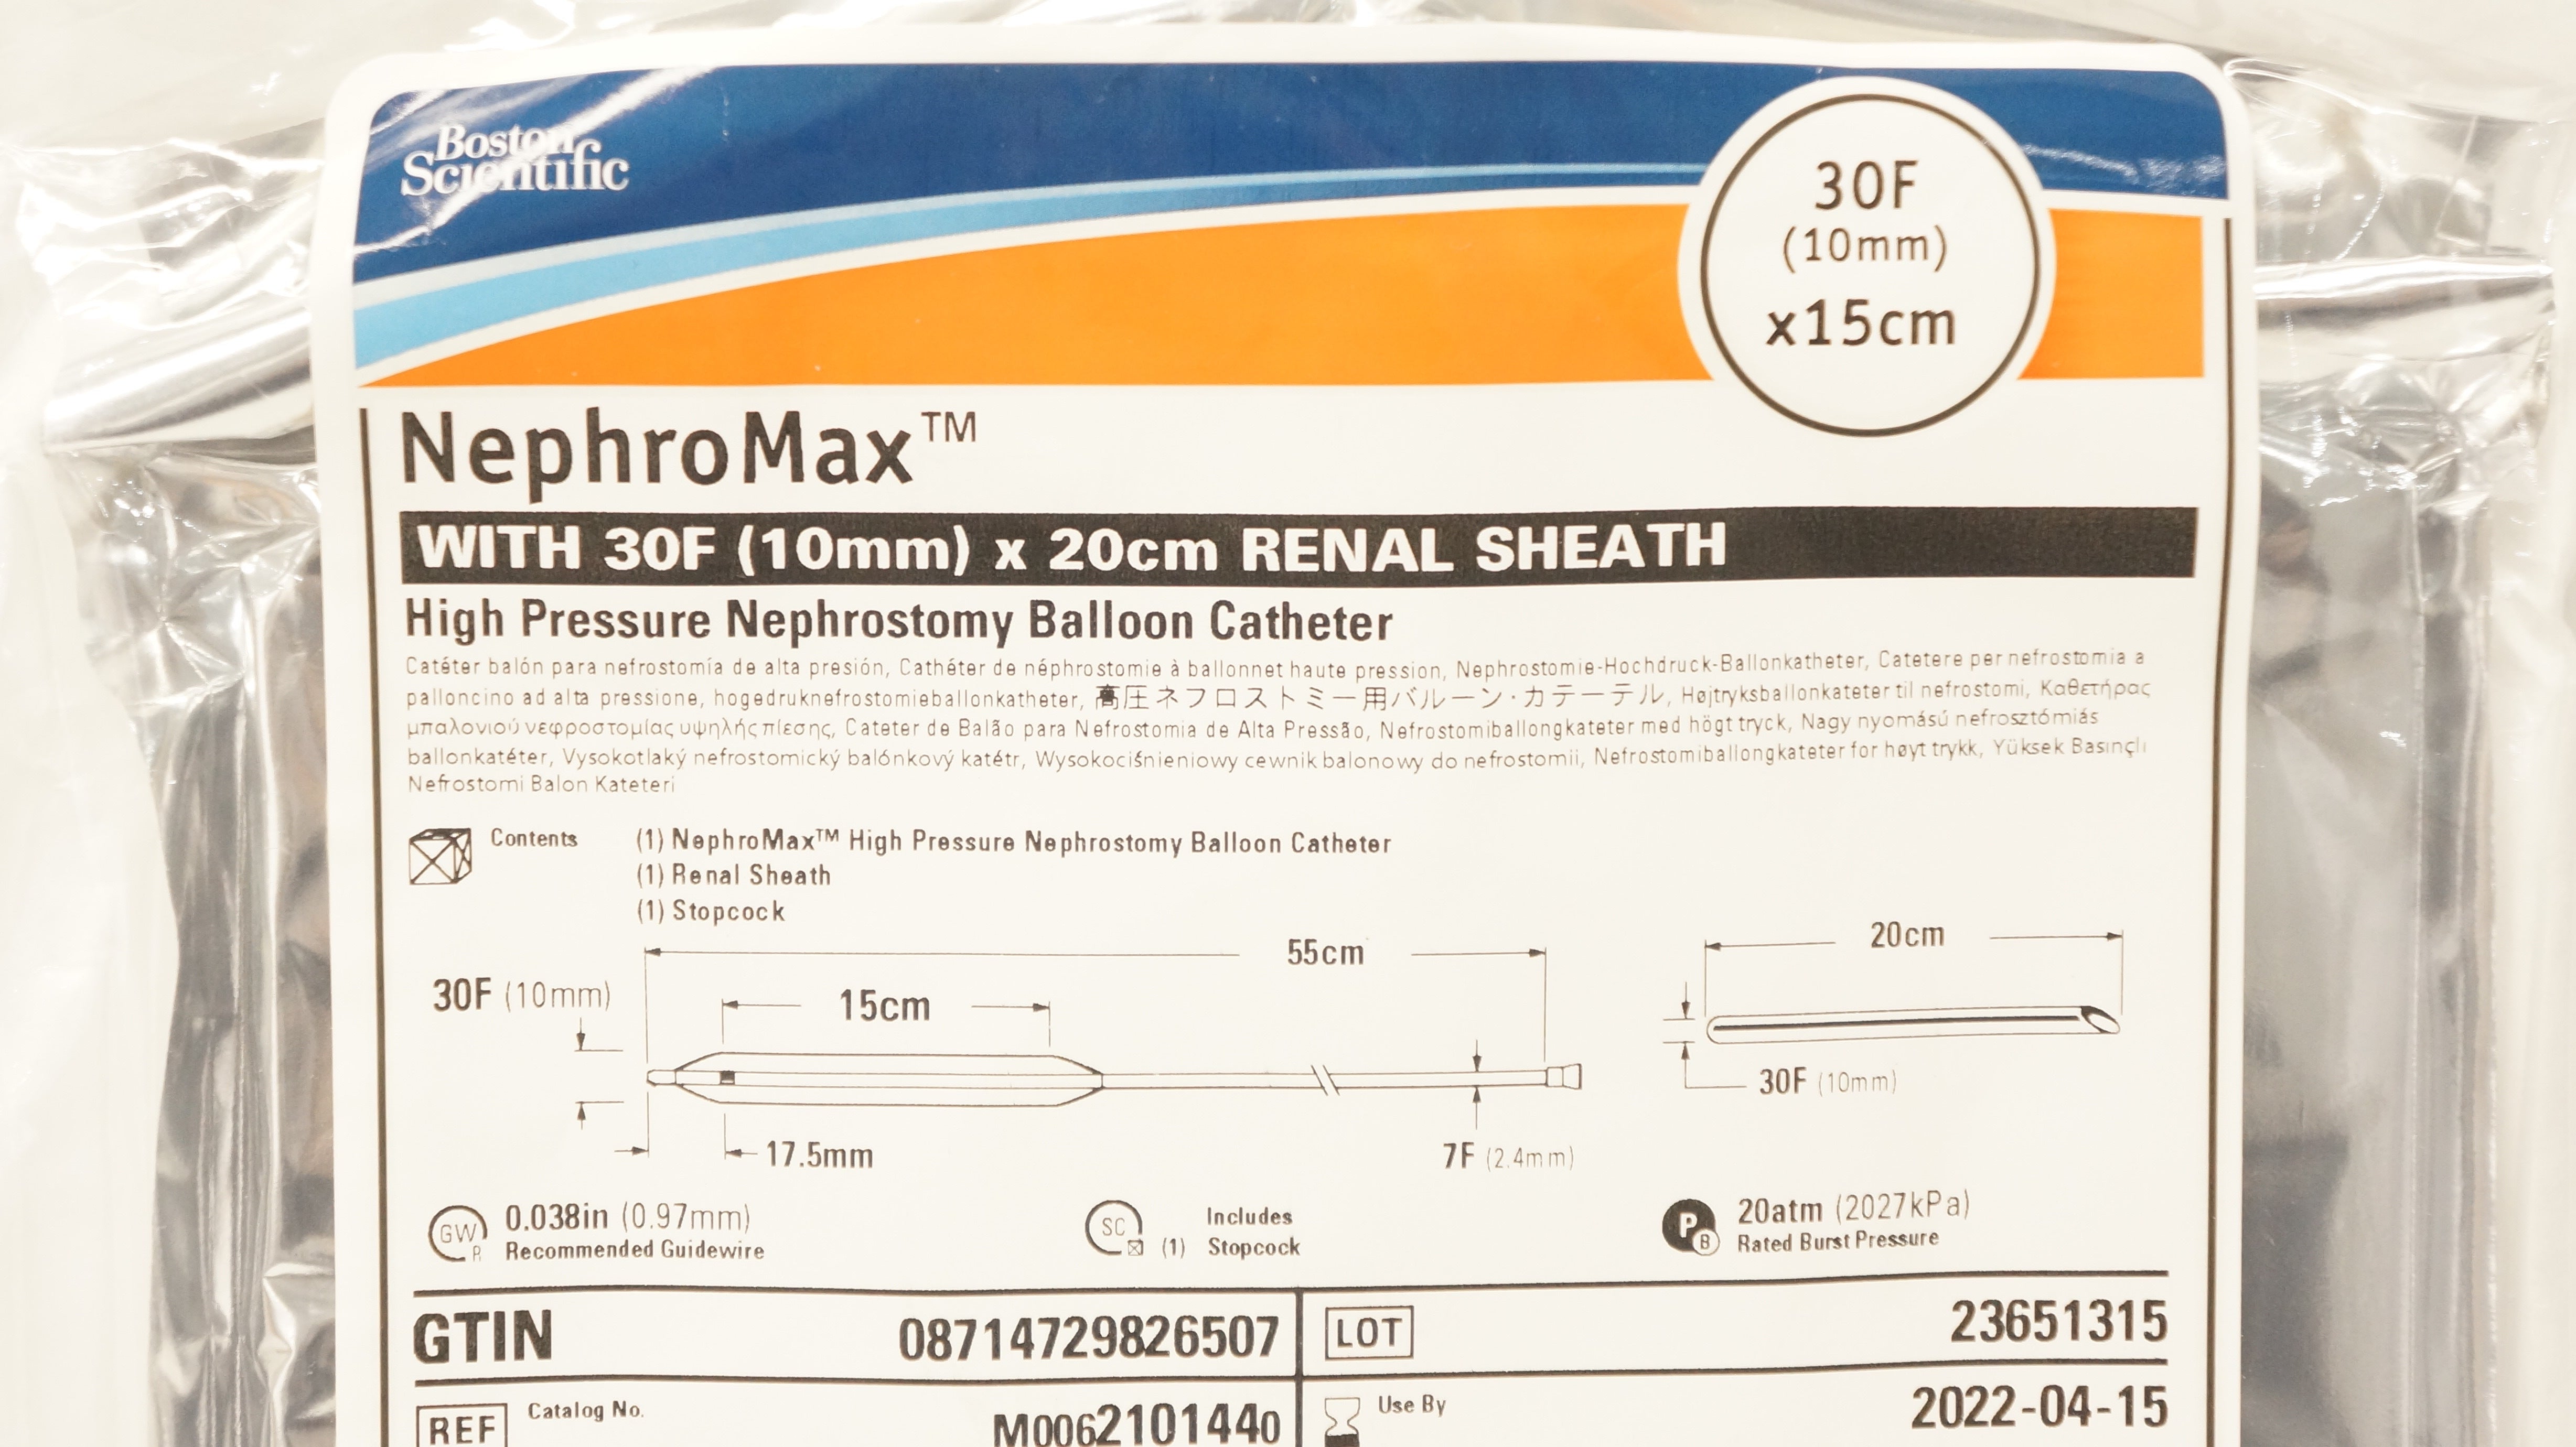 Boston
Scientific
30F
(10mm)
x15cm
NephroMax™
WITH 30F (10mm) x 20cm RENAL SHEATH
High Pressure Nephrostomy Balloon Catheter
Catéter balón para nefrostomía de alta presión, Cathéter de néphrostomie à ballonnet haute pression, Nephrostomie-Hochdruck-Ballonkatheter, Catetere per nefrostomia a
palloncino ad alta pressione, hogedruknefrostomieballonkatheter, 高圧ネフロストミー用バルーン・カテーテル, Højtryksballonkateter til nefrostomi, Καθετήρας
μπαλονιού νεφροστομίας υψηλής πίεσης, Cateter de Balão para Nefrostomia de Alta Pressão, Nefrostomiballongkateter med högt tryck, Nagy nyomású nefrosztómiás
ballonkatéter, Vysokotlaký nefrostomický balónkový katétr, Wysokociśnieniowy cewnik balonowy do nefrostomii, Nefrostomiballongkateter for høyt trykk, Yüksek Basınçlı
Nefrostomi Balon Kateteri
Contents
(1) NephroMax™ High Pressure Nephrostomy Balloon Catheter
(1) Renal Sheath
(1) Stopcock
55cm
20cm
30F (10mm)
15cm
30F (10mm)
17.5mm
7F (2.4mm)
GW R
0.038in (0.97mm)
Recommended Guidewire
SC
(1)
Includes
Stopcock
P B
20atm (2027kPa)
Rated Burst Pressure
GTIN 08714729826507
LOT 23651315
REF Catalog No. M0062101440
Use By 2022-04-15